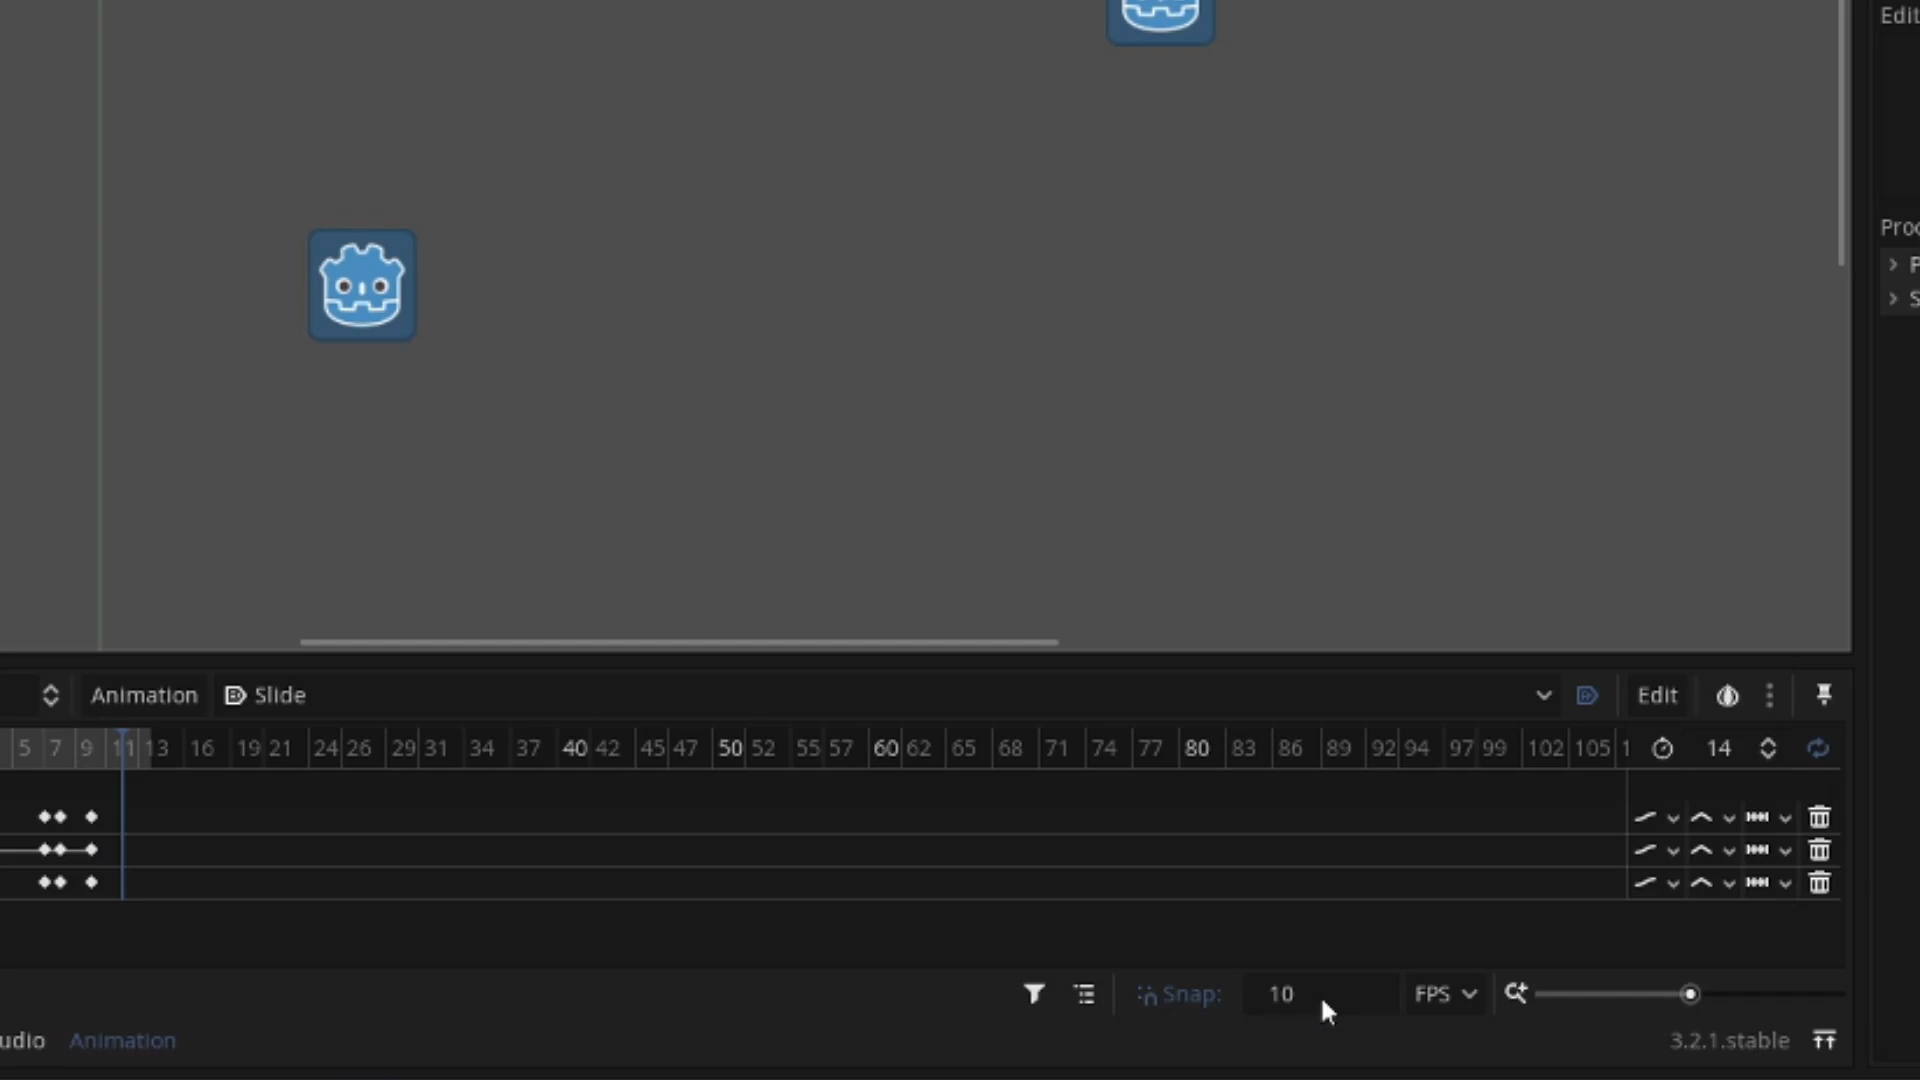 Edit
Proc
P
S
Animation Slide Edit
5 7 9 11 13 16 19 21 24 26 29 31 34 37 40 42 45 47 50 52 55 57 60 62 65 68 71 74 77 80 83 86 89 92 94 97 99 102 105 1 14
Snap: 10 FPS
udio Animation 3.2.1.stable